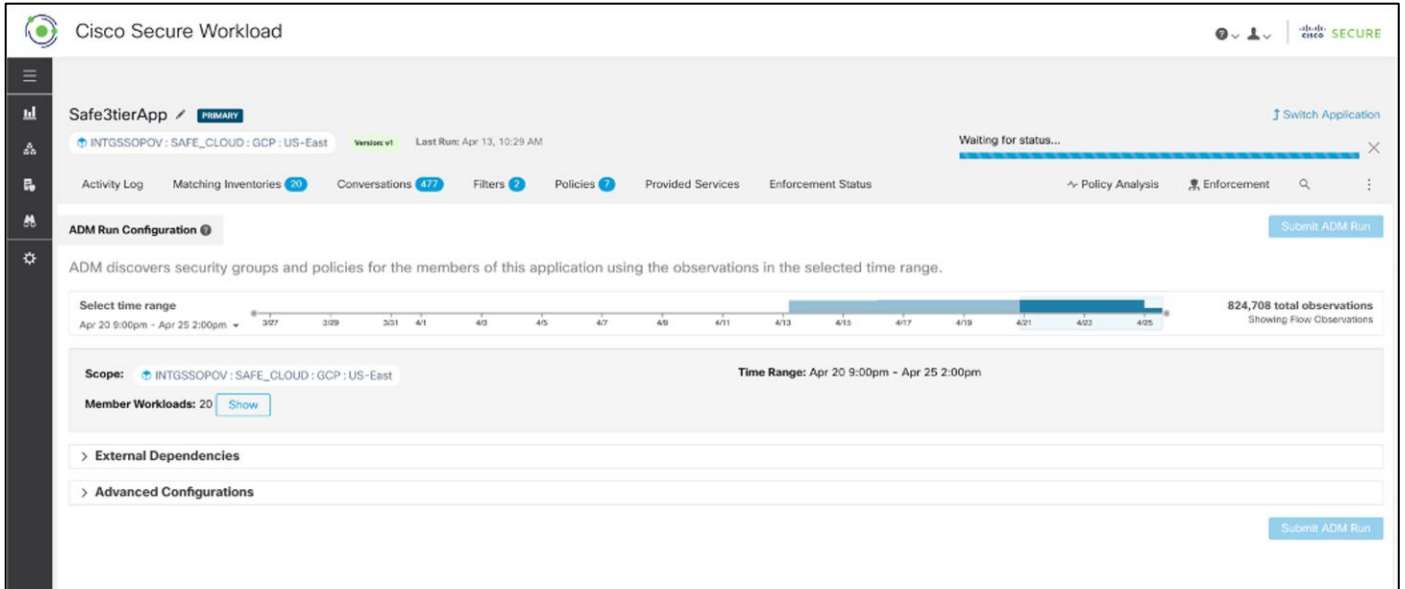 Cisco Secure Workload
CISCO SECURE
Safe3tierApp PRIMARY
Switch Application
INTGSSOPOV : SAFE_CLOUD : GCP : US-East Version: v1 Last Run: Apr 13, 10:29 AM
Waiting for status...
Activity Log Matching Inventories 20 Conversations 477 Filters 2 Policies 7 Provided Services Enforcement Status Policy Analysis Enforcement
ADM Run Configuration
Submit ADM Run
ADM discovers security groups and policies for the members of this application using the observations in the selected time range.
Select time range
824,708 total observations
Apr 20 9:00pm - Apr 25 2:00pm
3/27 3/29 3/31 4/1 4/3 4/5 4/7 4/9 4/11 4/13 4/15 4/17 4/19 4/21 4/23 4/25
Showing Flow Observations
Scope: INTGSSOPOV : SAFE_CLOUD : GCP : US-East
Time Range: Apr 20 9:00pm - Apr 25 2:00pm
Member Workloads: 20 Show
External Dependencies
Advanced Configurations
Submit ADM Run